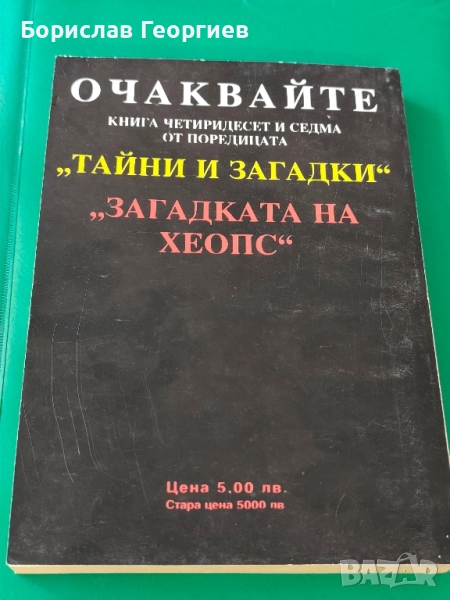 Борислав Георгиев
ОЧАКВАЙТЕ
КНИГА ЧЕТИРИДЕСЕТ И СЕДМА
ОТ ПОРЕДИЦАТА
„ТАЙНИ И ЗАГАДКИ“
„ЗАГАДКАТА НА
ХЕОПС“
Цена 5.00 лв.
Стара цена 5000 лв
BAZAR